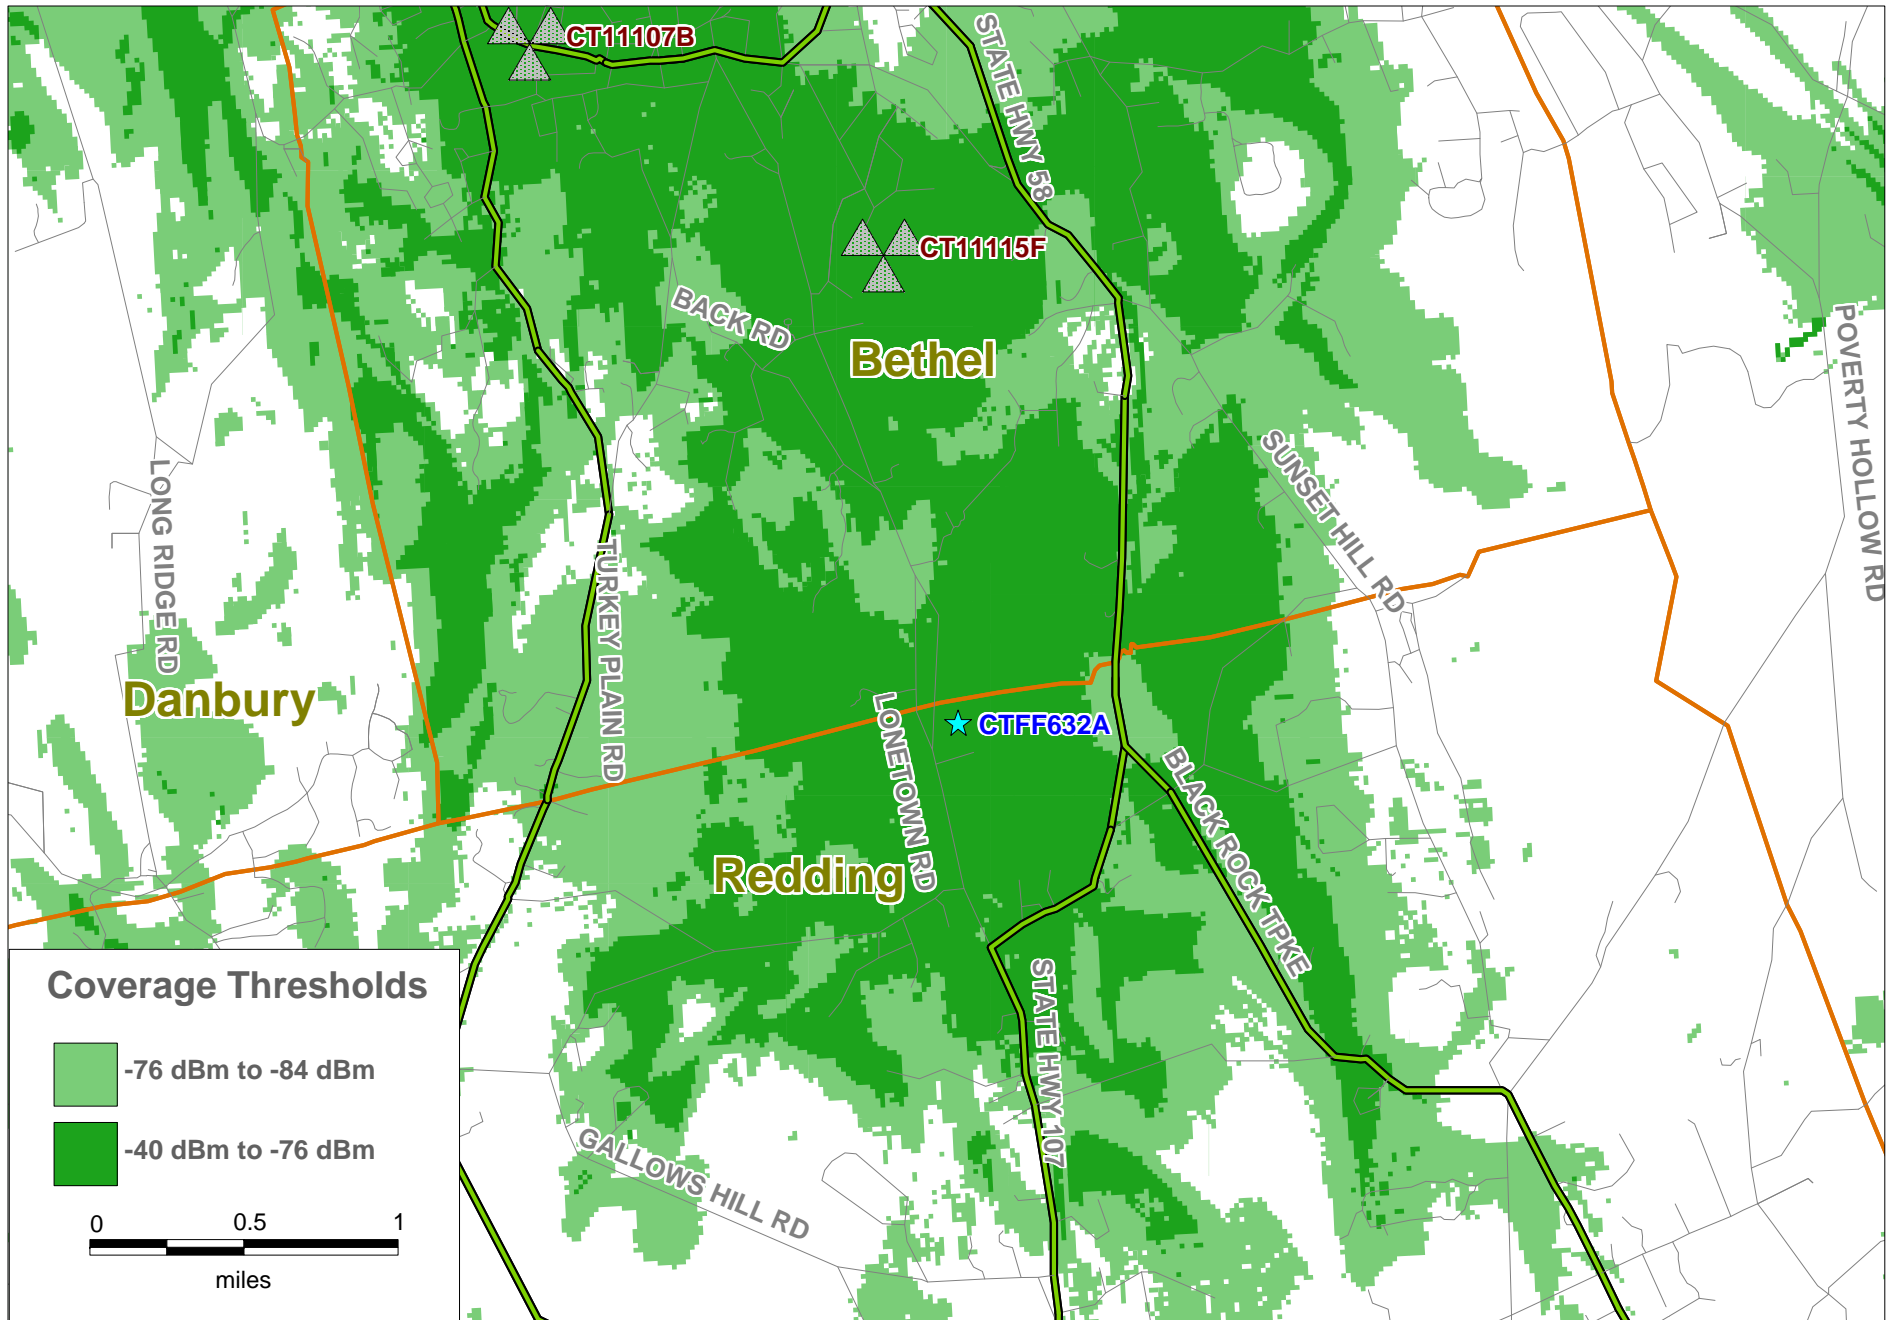 CT11107B
STATE HWY 58
CT11115F
BACK RD
Bethel
POVERTY HOLLOW RD
SUNSET HILL RD
LONG RIDGE RD
TURKEY PLAIN RD
Danbury
LONETOWN RD
CTFF632A
BLACK ROCK TPKE
Redding
STATE HWY 107
GALLOWS HILL RD
Coverage Thresholds
-76 dBm to -84 dBm
-40 dBm to -76 dBm
0 0.5 1
miles